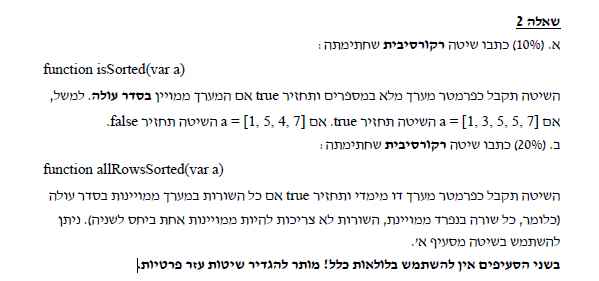 שאלה 2
א. (10%) כתבו שיטה רקורסיבית שחתימתה:
function isSorted(var a)
השיטה תקבל כפרמטר מערך מלא במספרים ותחזיר true אם המערך ממויין בסדר עולה. למשל,
אם a = [1, 3, 5, 5, 7] השיטה תחזיר true. אם a = [1, 5, 4, 7] השיטה תחזיר false.
ב. (20%) כתבו שיטה רקורסיבית שחתימתה:
function allRowsSorted(var a)
השיטה תקבל כפרמטר מערך דו מימדי ותחזיר true אם כל השורות במערך ממויינות בסדר עולה
(כלומר, כל שורה בנפרד ממויינת, השורות לא צריכות להיות ממויינות אחת ביחס לשניה). ניתן
להשתמש בשיטה מסעיף א'.
בשני הסעיפים אין להשתמש בלולאות כלל! מותר להגדיר שיטות עזר פרטיות.